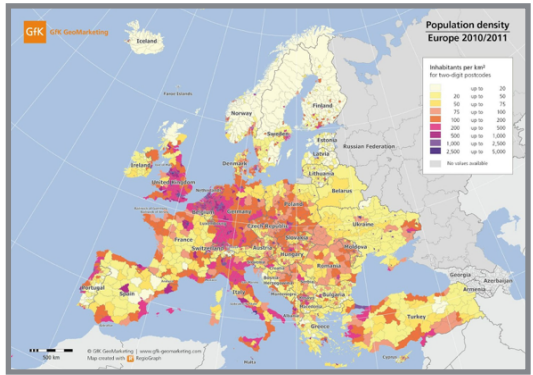 GfK GfK GeoMarketing
Population density
Europe 2010/2011
Inhabitants per km²
for two-digit postcodes
up to 20
20 up to 50
50 up to 75
75 up to 100
100 up to 200
200 up to 500
500 up to 1,000
1,000 up to 2,500
2,500 up to 5,000
No values available
Iceland
Faroe Islands
Norway
Sweden
Finland
Estonia
Latvia
Lithuania
Russian Federation
Denmark
Ireland
United Kingdom
Belarus
Belgium
Germany
Poland
Czech Republic
Ukraine
Slovakia
Moldova
France
Switzerland
Austria
Hungary
Romania
Portugal
Spain
Italy
Bulgaria
Greece
Turkey
Georgia
Armenia
Azerbaijan
Malta
Cyprus
500 km
© GfK GeoMarketing | www.gfk-geomarketing.com
Map created with RegioGraph